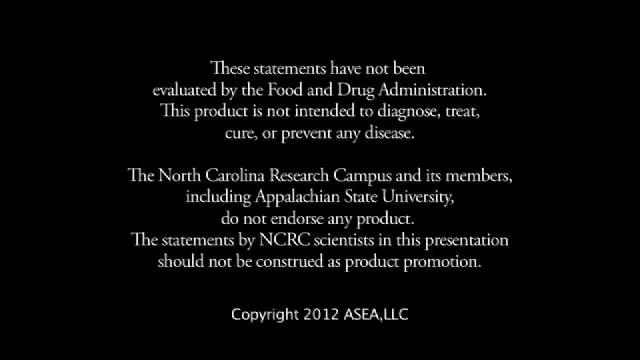 These statements have not been
evaluated by the Food and Drug Administration.
This product is not intended to diagnose, treat,
cure, or prevent any disease.
The North Carolina Research Campus and its members,
including Appalachian State University,
do not endorse any product.
The statements by NCRC scientists in this presentation
should not be construed as product promotion.
Copyright 2012 ASEA,LLC